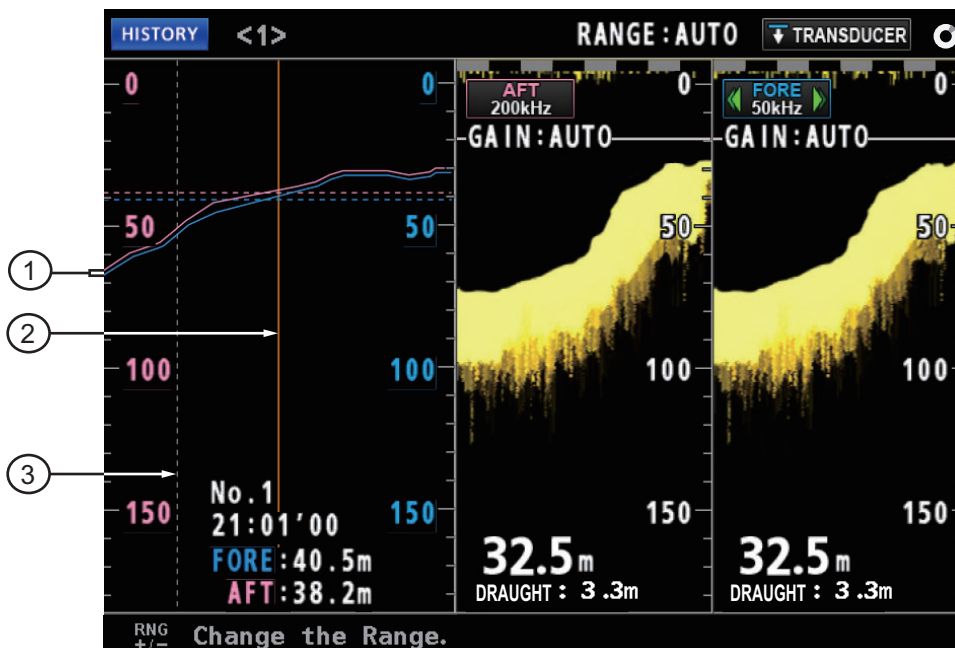 HISTORY <1> RANGE:AUTO TRANSDUCER
0 0
50 50
100 100
150 150
1
2
3
No.1
21:01'00
FORE:40.5m
AFT:38.2m
AFT
200kHz
GAIN:AUTO
0
50
100
150
32.5m
DRAUGHT: 3.3m
FORE
50kHz
GAIN:AUTO
0
50
100
150
32.5m
DRAUGHT: 3.3m
RNG
+/-
Change the Range.